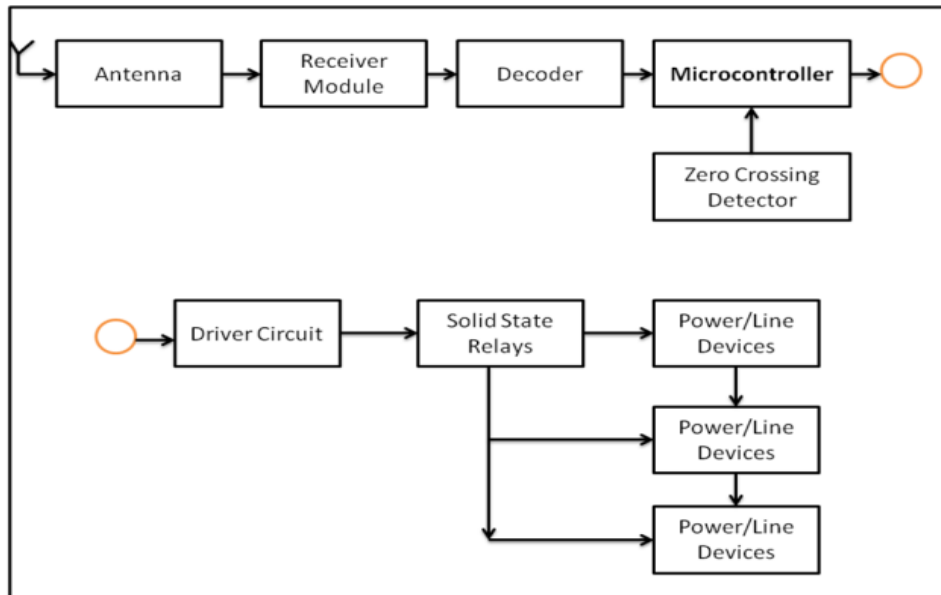 Antenna
Receiver
Module
Decoder
Microcontroller
Zero Crossing
Detector
Driver Circuit
Solid State
Relays
Power/Line
Devices
Power/Line
Devices
Power/Line
Devices